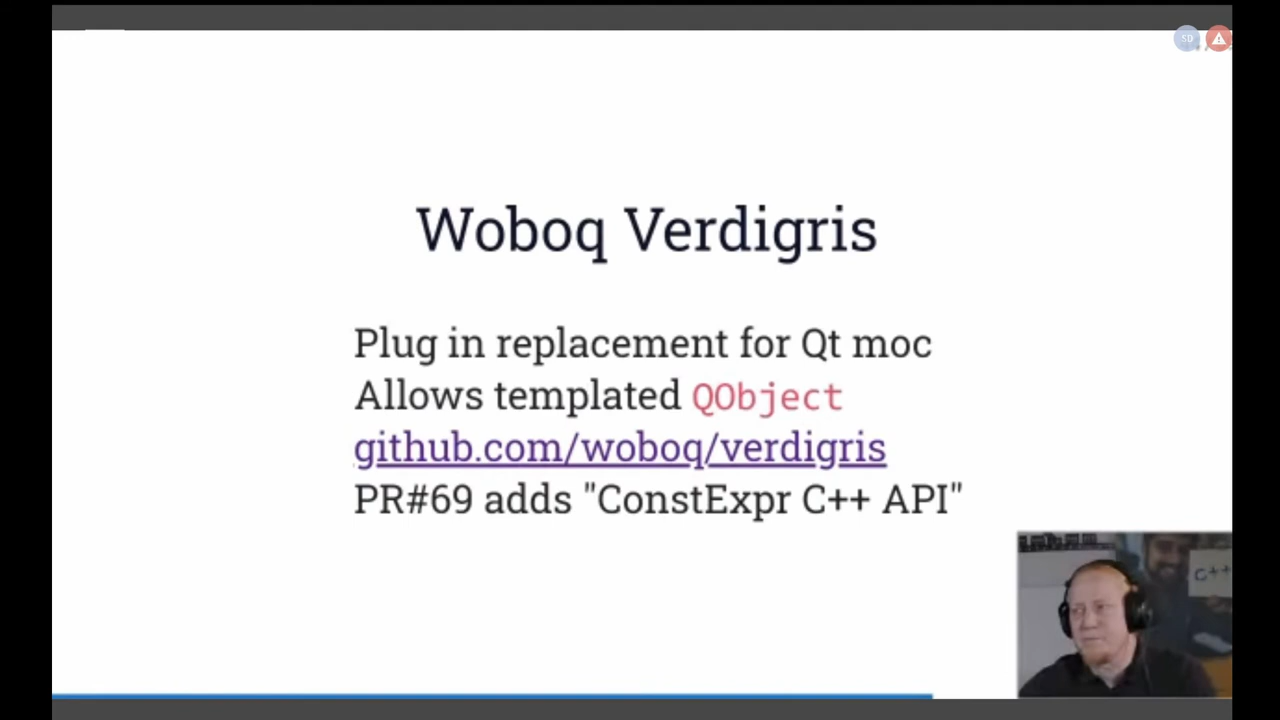 SD
Woboq Verdigris
Plug in replacement for Qt moc
Allows templated QObject
github.com/woboq/verdigris
PR#69 adds "ConstExpr C++ API"
C++